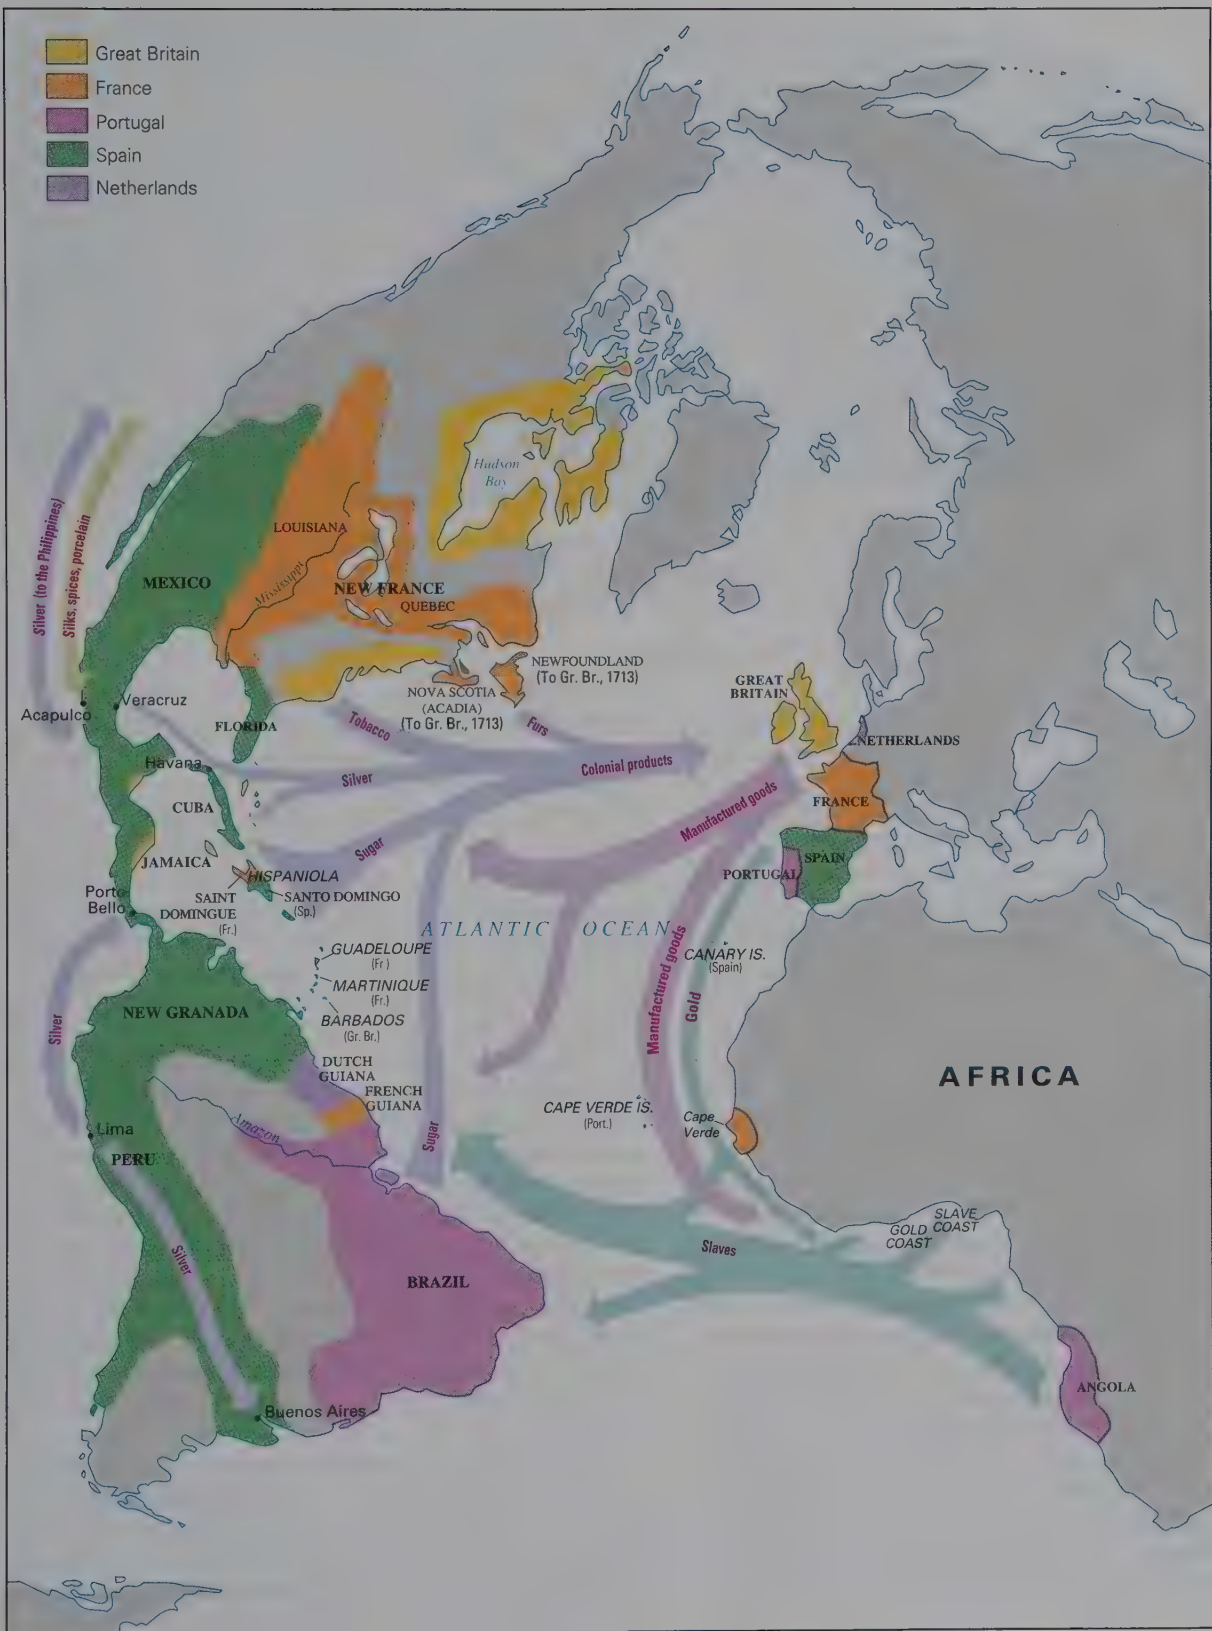 Great Britain
France
Portugal
Spain
Netherlands
Hudson
Bay
LOUISIANA
Mississippi
MEXICO
NEW FRANCE
QUEBEC
Silver (to the Philippines)
Silks, spices, porcelain
NEWFOUNDLAND
(To Gr. Br., 1713)
NOVA SCOTIA
(ACADIA)
(To Gr. Br., 1713)
GREAT
BRITAIN
NETHERLANDS
FRANCE
SPAIN
PORTUGAL
Acapulco
Veracruz
FLORIDA
Tobacco
Furs
Colonial products
Silver
Sugar
Manufactured goods
Havana
CUBA
JAMAICA
HISPANIOLA
SAINT
DOMINGUE
(Fr.)
SANTO DOMINGO
(Sp.)
Porto
Bello
ATLANTIC OCEAN
GUADELOUPE
(Fr.)
MARTINIQUE
(Fr.)
BARBADOS
(Gr. Br.)
CANARY IS.
(Spain)
Manufactured goods
Gold
Silver
NEW GRANADA
DUTCH
GUIANA
FRENCH
GUIANA
AFRICA
CAPE VERDE IS.
(Port.)
Cape
Verde
Lima
PERU
Amazon
Sugar
SLAVE
COAST
GOLD
COAST
Slaves
Silver
BRAZIL
ANGOLA
Buenos Aires